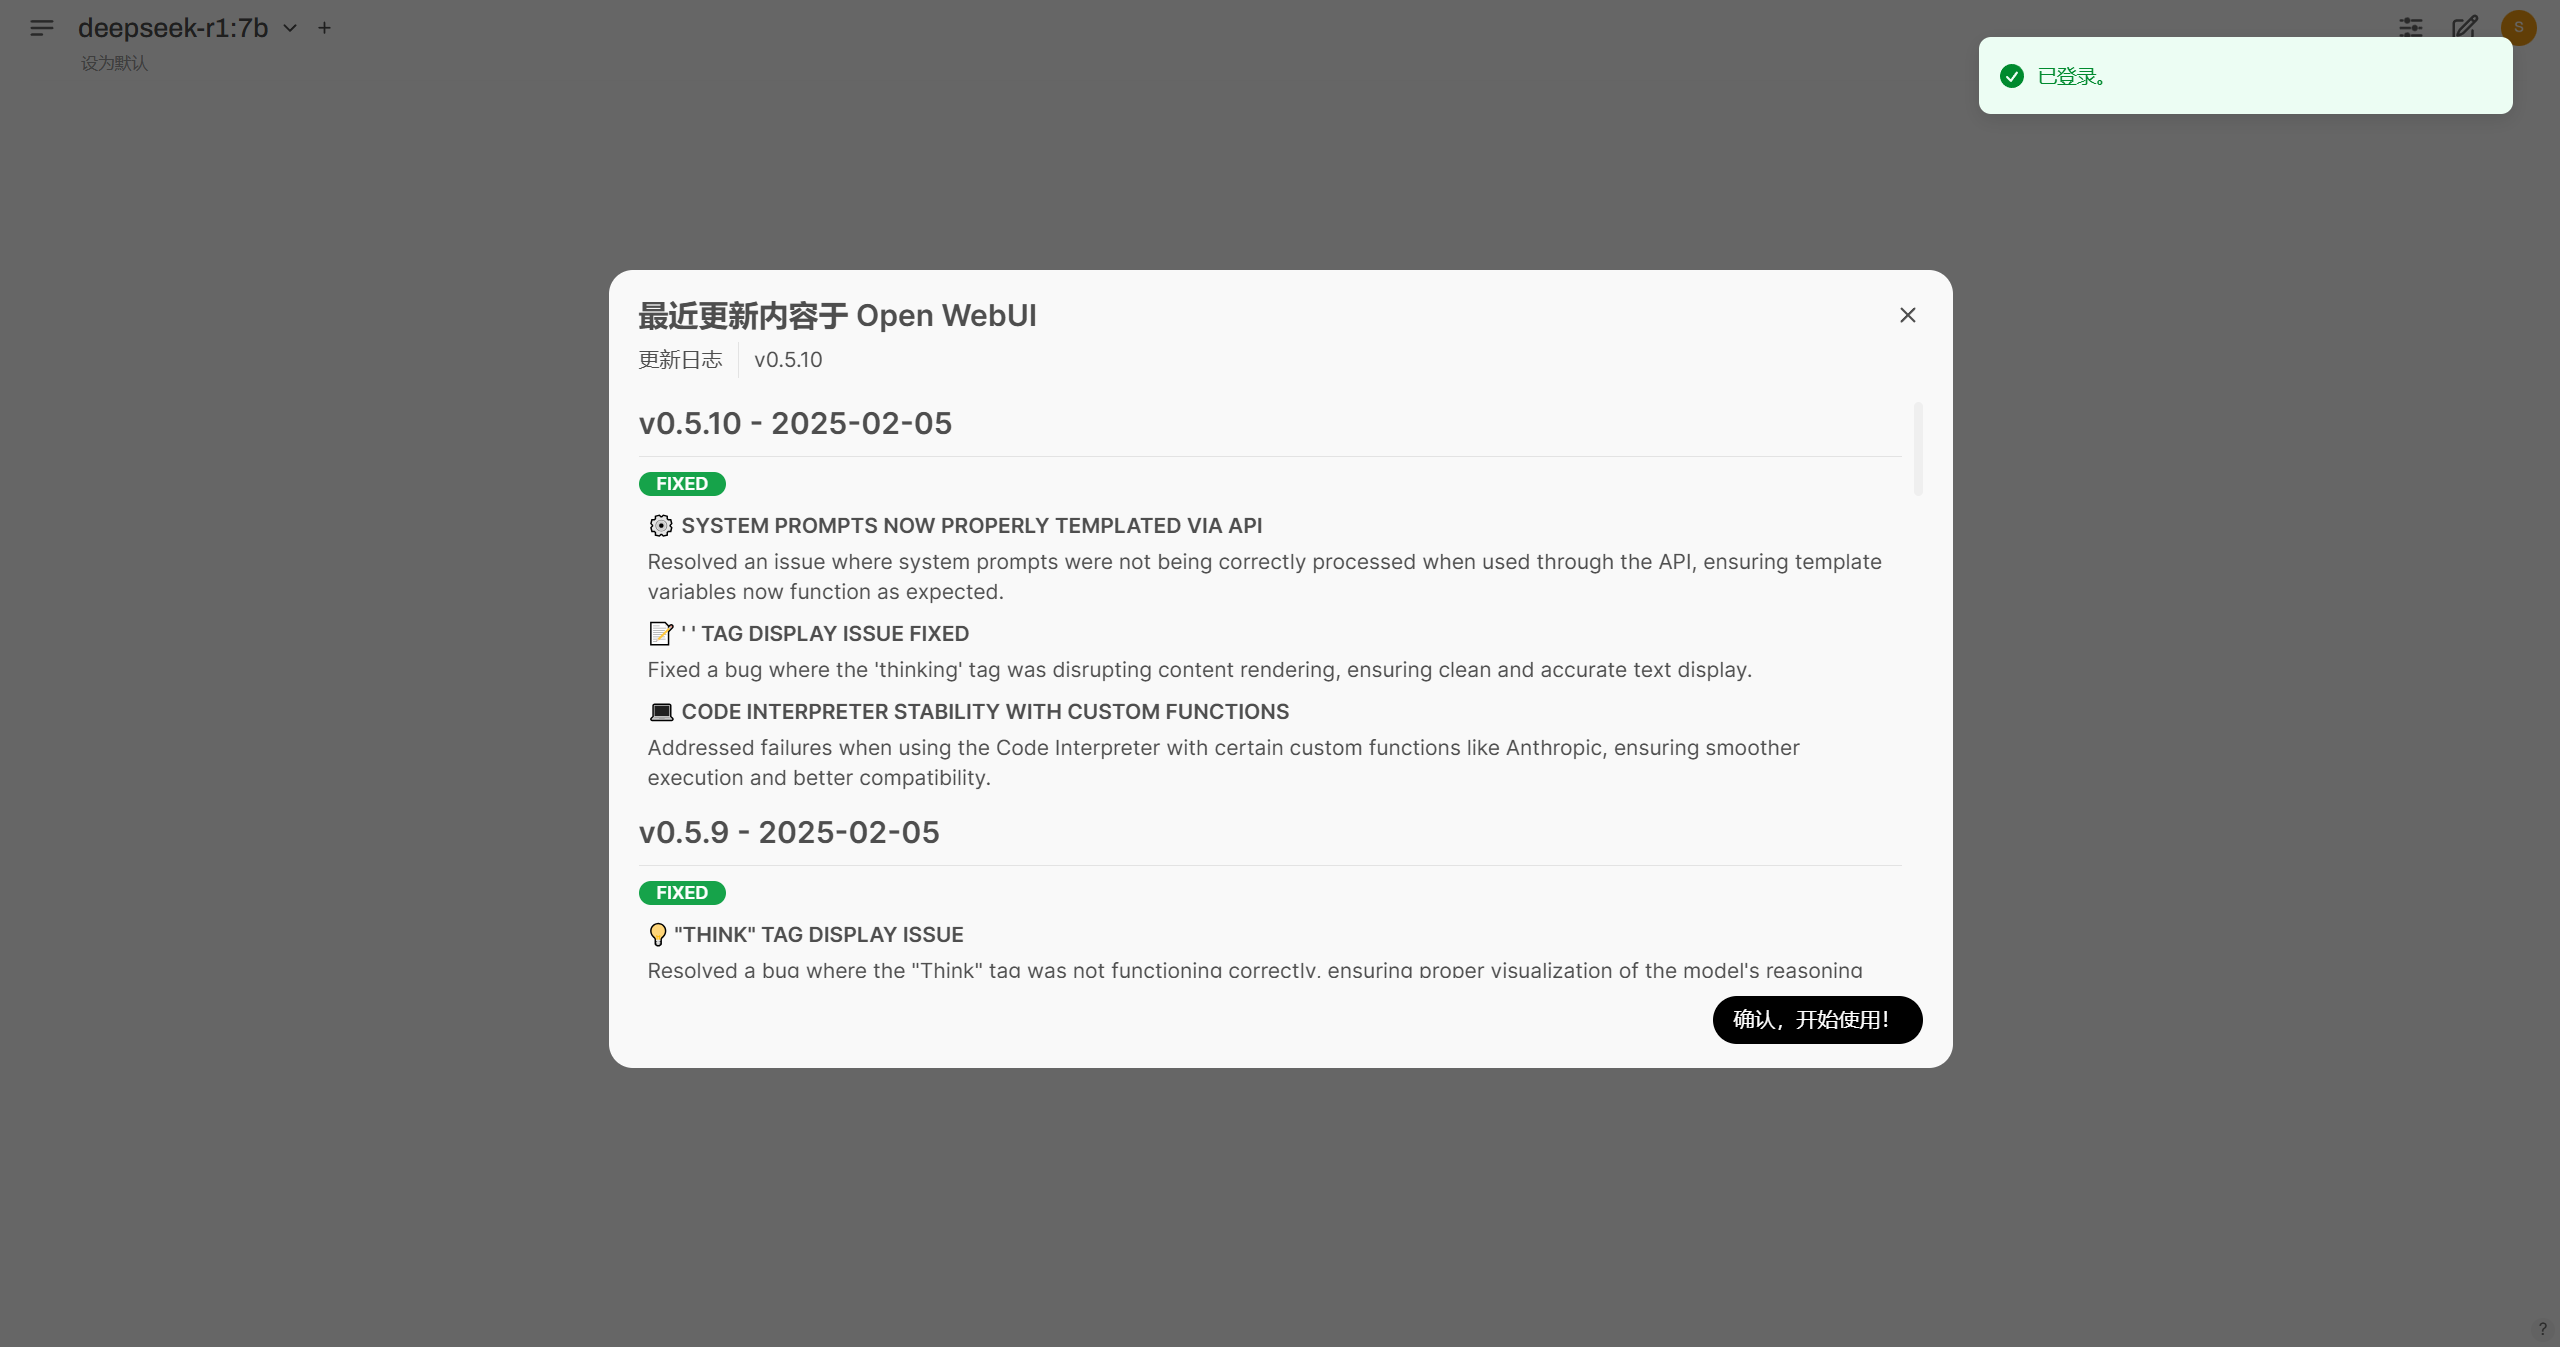 deepseek-r1:7b
设为默认
S
已登录。
最近更新内容于 Open WebUI
更新日志 v0.5.10
v0.5.10 - 2025-02-05
FIXED
SYSTEM PROMPTS NOW PROPERLY TEMPLATED VIA API
Resolved an issue where system prompts were not being correctly processed when used through the API, ensuring template
variables now function as expected.
' ' TAG DISPLAY ISSUE FIXED
Fixed a bug where the 'thinking' tag was disrupting content rendering, ensuring clean and accurate text display.
CODE INTERPRETER STABILITY WITH CUSTOM FUNCTIONS
Addressed failures when using the Code Interpreter with certain custom functions like Anthropic, ensuring smoother
execution and better compatibility.
v0.5.9 - 2025-02-05
FIXED
"THINK" TAG DISPLAY ISSUE
Resolved a bug where the "Think" tag was not functioning correctly, ensuring proper visualization of the model's reasoning
确认，开始使用！
?